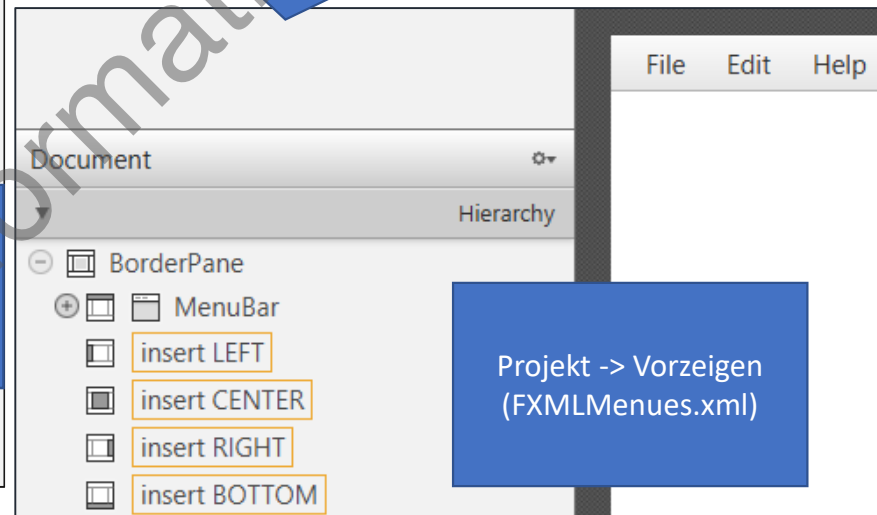 File Edit Help
Document
Hierarchy
BorderPane
MenuBar
insert LEFT
insert CENTER
insert RIGHT
insert BOTTOM
Projekt -> Vorzeigen
(FXMLMenues.xml)